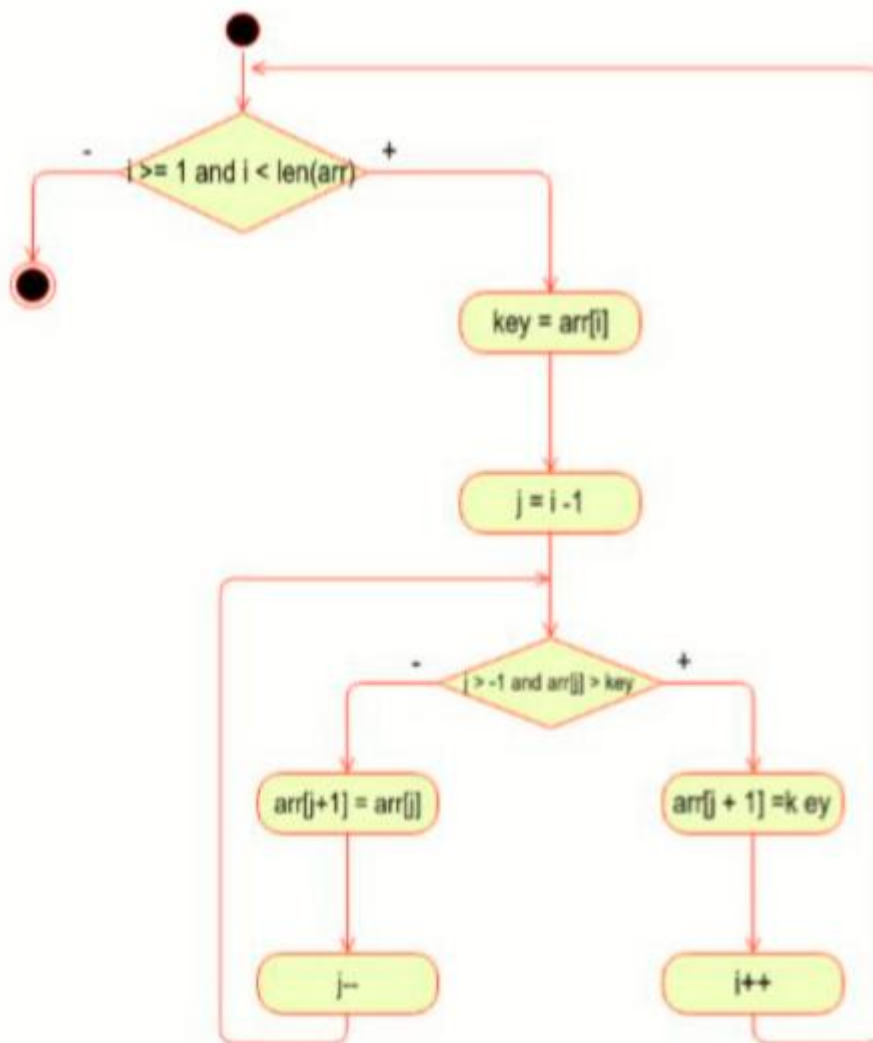 -
+
i >= 1 and i < len(arr)
key = arr[i]
j = i -1
-
+
j > -1 and arr[j] > key
arr[j+1] = arr[j]
arr[j + 1] =k ey
j--
i++